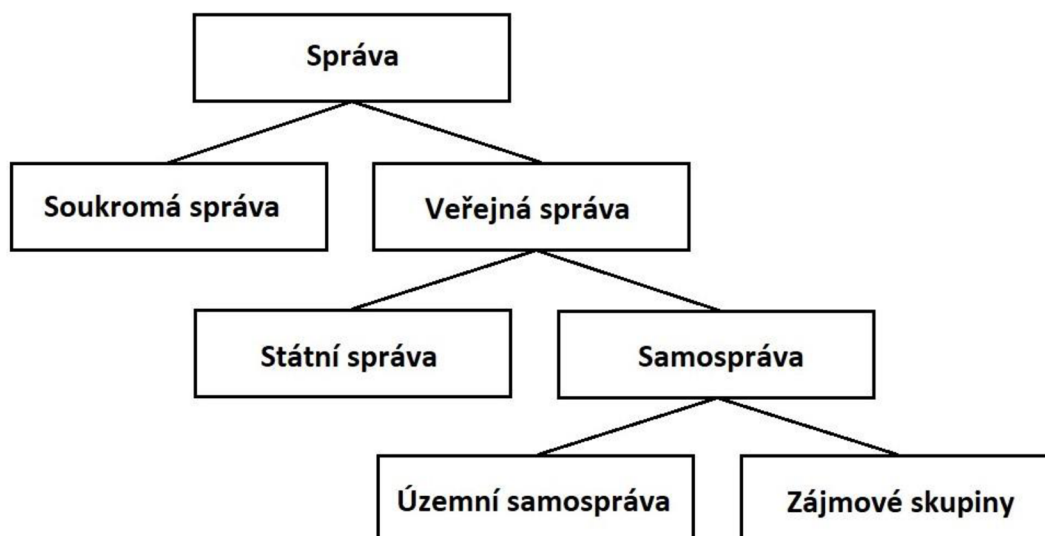 Správa
Soukromá správa
Veřejná správa
Státní správa
Samospráva
Územní samospráva
Zájmové skupiny